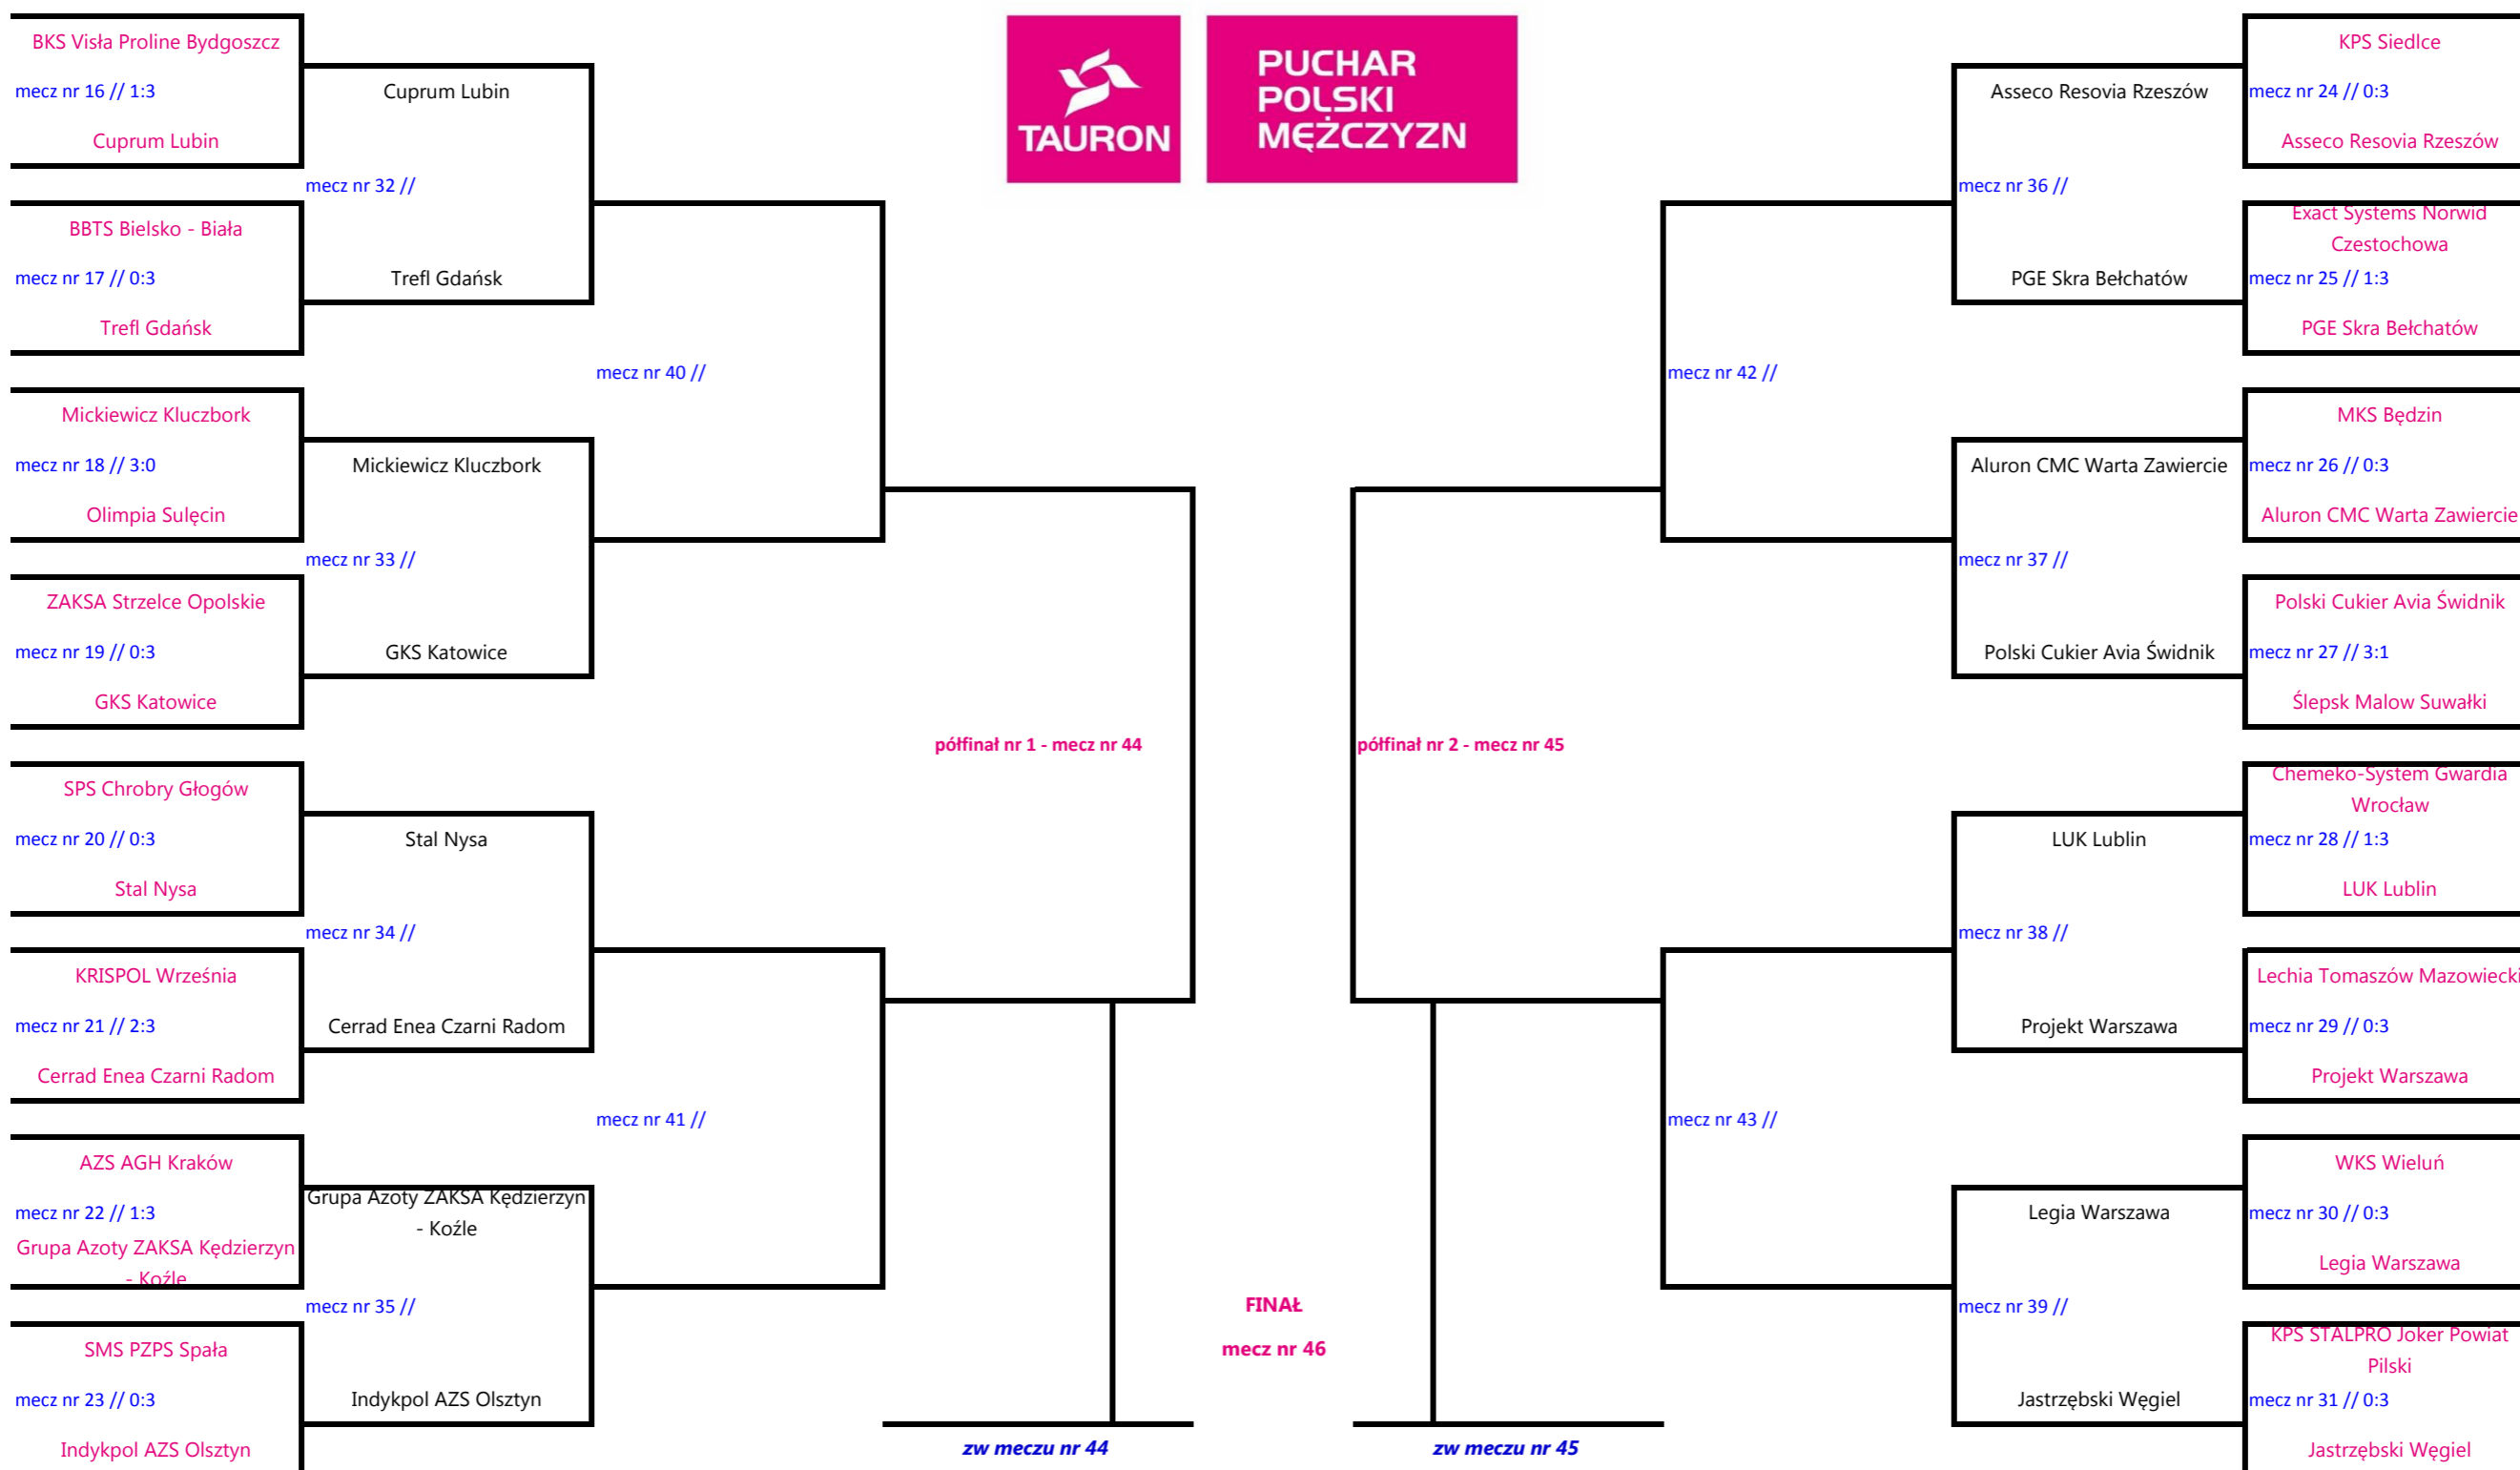 BKS Visła Proline Bydgoszcz
mecz nr 16 // 1:3
Cuprum Lubin
BBTS Bielsko - Biała
mecz nr 17 // 0:3
Trefl Gdańsk
Mickiewicz Kluczbork
mecz nr 18 // 3:0
Olimpia Sulęcin
ZAKSA Strzelce Opolskie
mecz nr 19 // 0:3
GKS Katowice
SPS Chrobry Głogów
mecz nr 20 // 0:3
Stal Nysa
KRISPOL Września
mecz nr 21 // 2:3
Cerrad Enea Czarni Radom
AZS AGH Kraków
mecz nr 22 // 1:3
Grupa Azoty ZAKSA Kędzierzyn
- Koźle
SMS PZPS Spała
mecz nr 23 // 0:3
Indykpol AZS Olsztyn
Cuprum Lubin
mecz nr 32 //
Trefl Gdańsk
Mickiewicz Kluczbork
mecz nr 33 //
GKS Katowice
Stal Nysa
mecz nr 34 //
Cerrad Enea Czarni Radom
Grupa Azoty ZAKSA Kędzierzyn
- Koźle
mecz nr 35 //
Indykpol AZS Olsztyn
mecz nr 40 //
mecz nr 41 //
półfinał nr 1 - mecz nr 44
zw meczu nr 44
TAURON
PUCHAR
POLSKI
MĘŻCZYZN
FINAŁ
mecz nr 46
półfinał nr 2 - mecz nr 45
zw meczu nr 45
mecz nr 42 //
mecz nr 43 //
Asseco Resovia Rzeszów
mecz nr 36 //
PGE Skra Bełchatów
Aluron CMC Warta Zawiercie
mecz nr 37 //
Polski Cukier Avia Świdnik
LUK Lublin
mecz nr 38 //
Projekt Warszawa
Legia Warszawa
mecz nr 39 //
Jastrzębski Węgiel
KPS Siedlce
mecz nr 24 // 0:3
Asseco Resovia Rzeszów
Exact Systems Norwid
Czestochowa
mecz nr 25 // 1:3
PGE Skra Bełchatów
MKS Będzin
mecz nr 26 // 0:3
Aluron CMC Warta Zawiercie
Polski Cukier Avia Świdnik
mecz nr 27 // 3:1
Ślepsk Malow Suwałki
Chemeko-System Gwardia
Wrocław
mecz nr 28 // 1:3
LUK Lublin
Lechia Tomaszów Mazowiecki
mecz nr 29 // 0:3
Projekt Warszawa
WKS Wieluń
mecz nr 30 // 0:3
Legia Warszawa
KPS STALPRO Joker Powiat
Pilski
mecz nr 31 // 0:3
Jastrzębski Węgiel